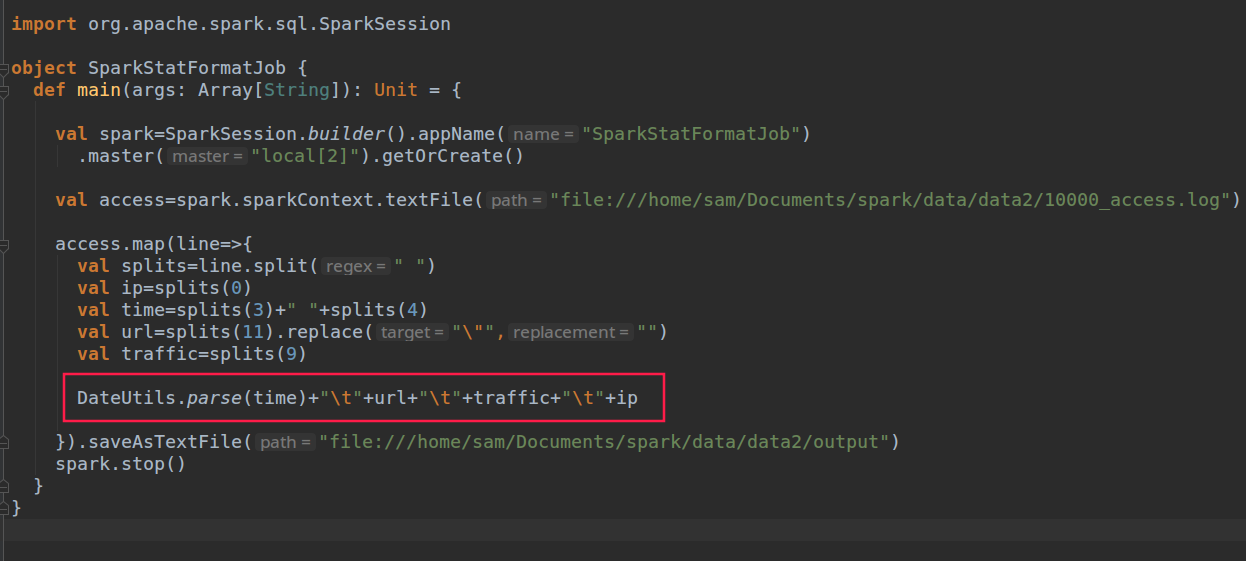 import org.apache.spark.sql.SparkSession
object SparkStatFormatJob {
def main(args: Array[String]): Unit = {
val spark=SparkSession.builder().appName( name = "SparkStatFormatJob")
.master( master = "local[2]").getOrCreate()
val access=spark.sparkContext.textFile( path = "file:///home/sam/Documents/spark/data/data2/10000_access.log")
access.map(line=>{
val splits=line.split( regex = " ")
val ip=splits(0)
val time=splits(3)+" "+splits(4)
val url=splits(11).replace( target = "\"", replacement = "")
val traffic=splits(9)
DateUtils.parse(time)+"\t"+url+"\t"+traffic+"\t"+ip
}).saveAsTextFile( path = "file:///home/sam/Documents/spark/data/data2/output")
spark.stop()
}
}